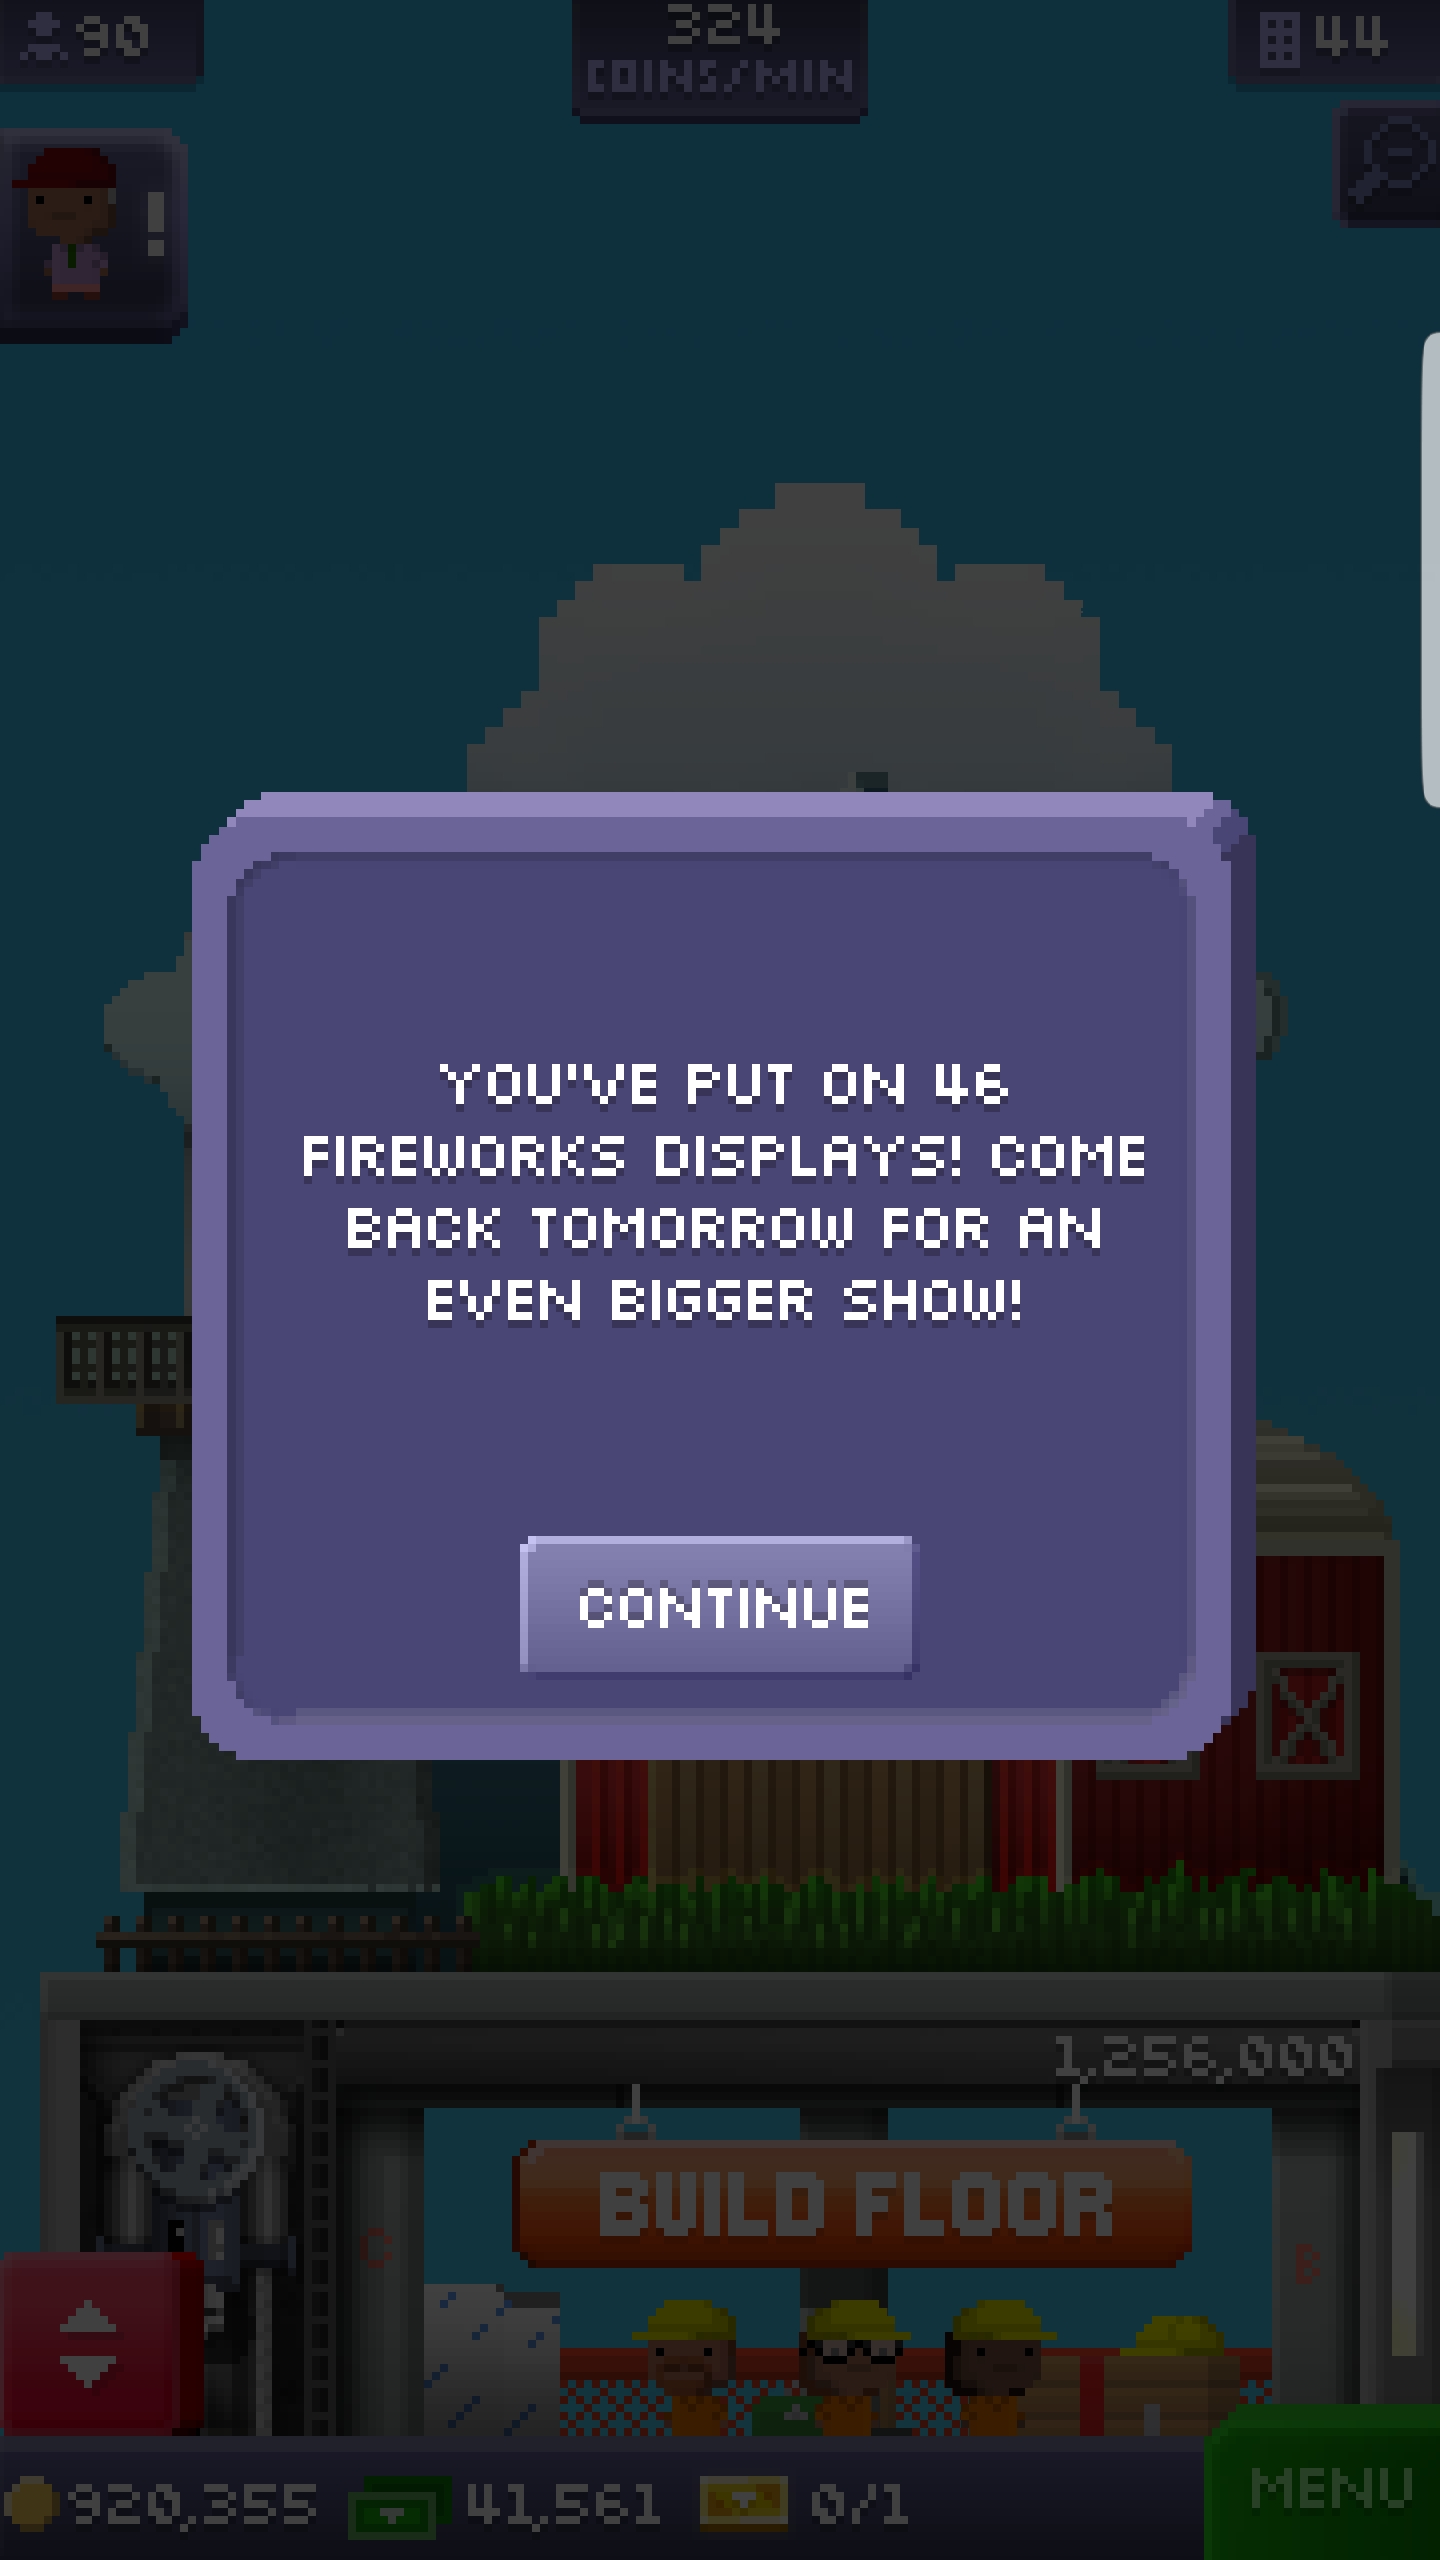 90
324
COINS/MIN
44
!
YOU'VE PUT ON 46
FIREWORKS DISPLAYS! COME
BACK TOMORROW FOR AN
EVEN BIGGER SHOW!
CONTINUE
1,256,000
BUILD FLOOR
C
B
920,355
41,561
0/1
MENU